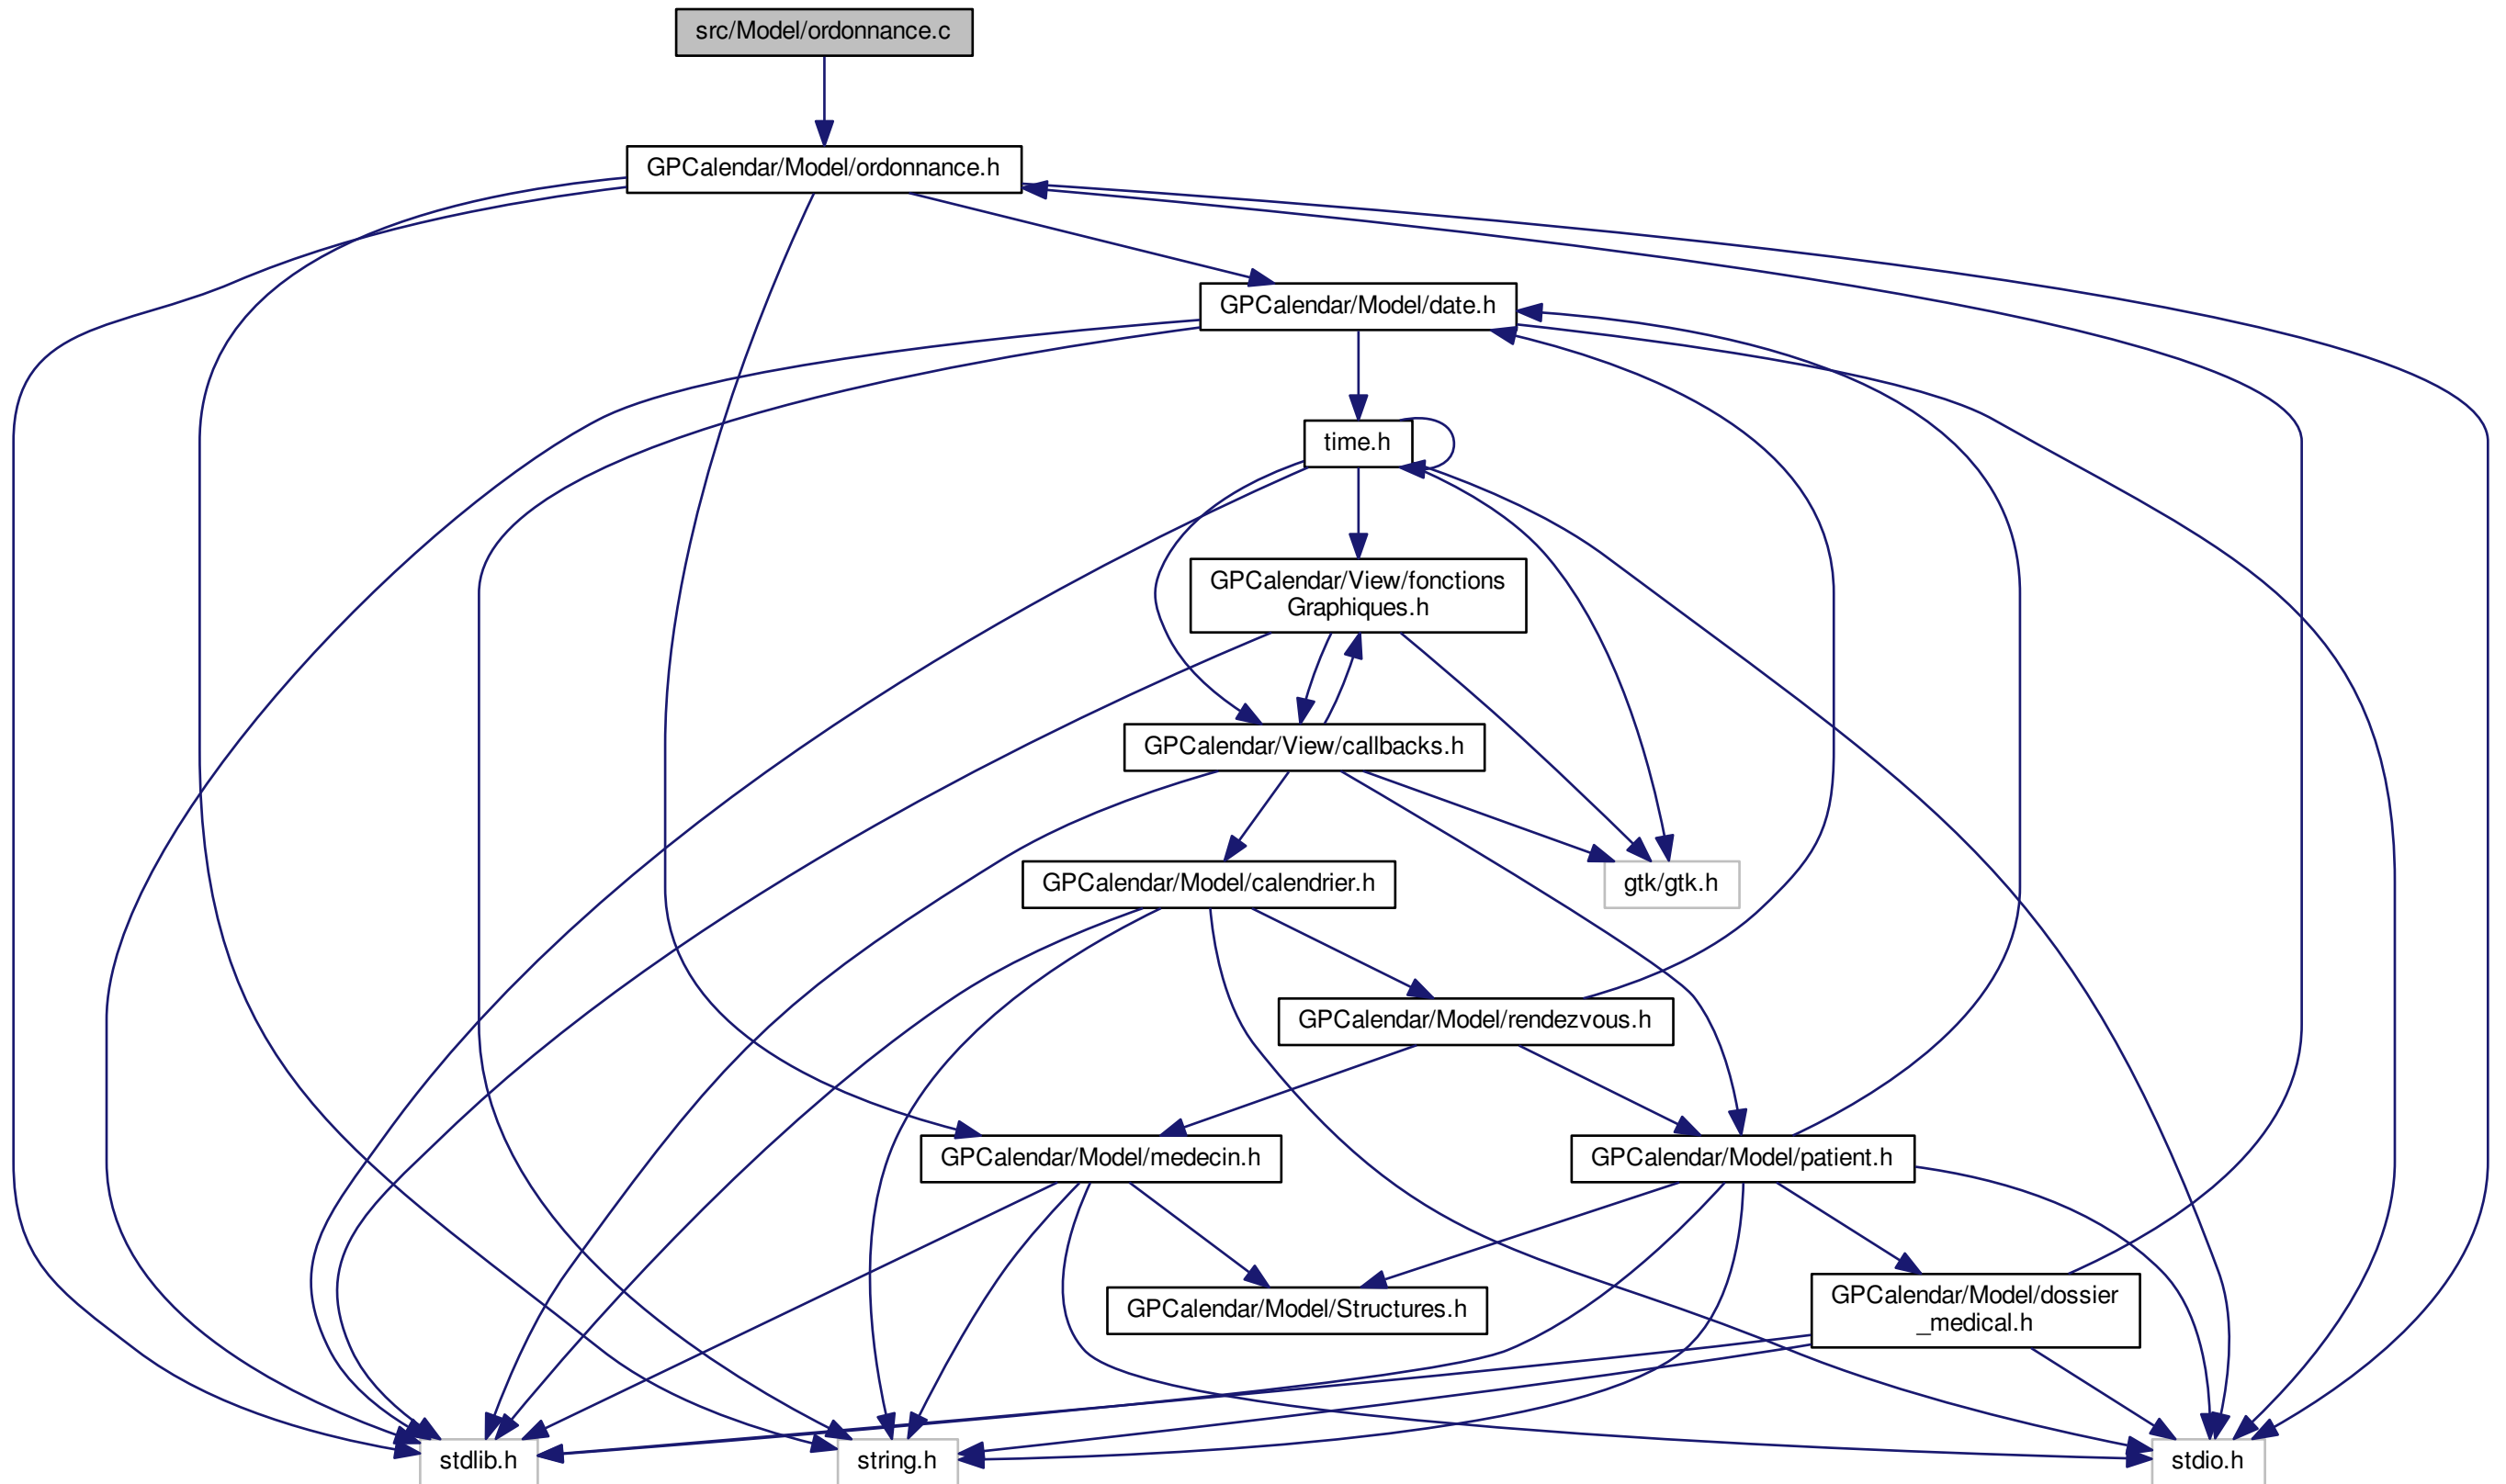 src/Model/ordonnance.c
GPCalendar/Model/ordonnance.h
GPCalendar/Model/date.h
time.h
GPCalendar/View/fonctions
Graphiques.h
GPCalendar/View/callbacks.h
GPCalendar/Model/calendrier.h
gtk/gtk.h
GPCalendar/Model/rendezvous.h
GPCalendar/Model/medecin.h
GPCalendar/Model/patient.h
GPCalendar/Model/Structures.h
GPCalendar/Model/dossier
_medical.h
stdlib.h
string.h
stdio.h